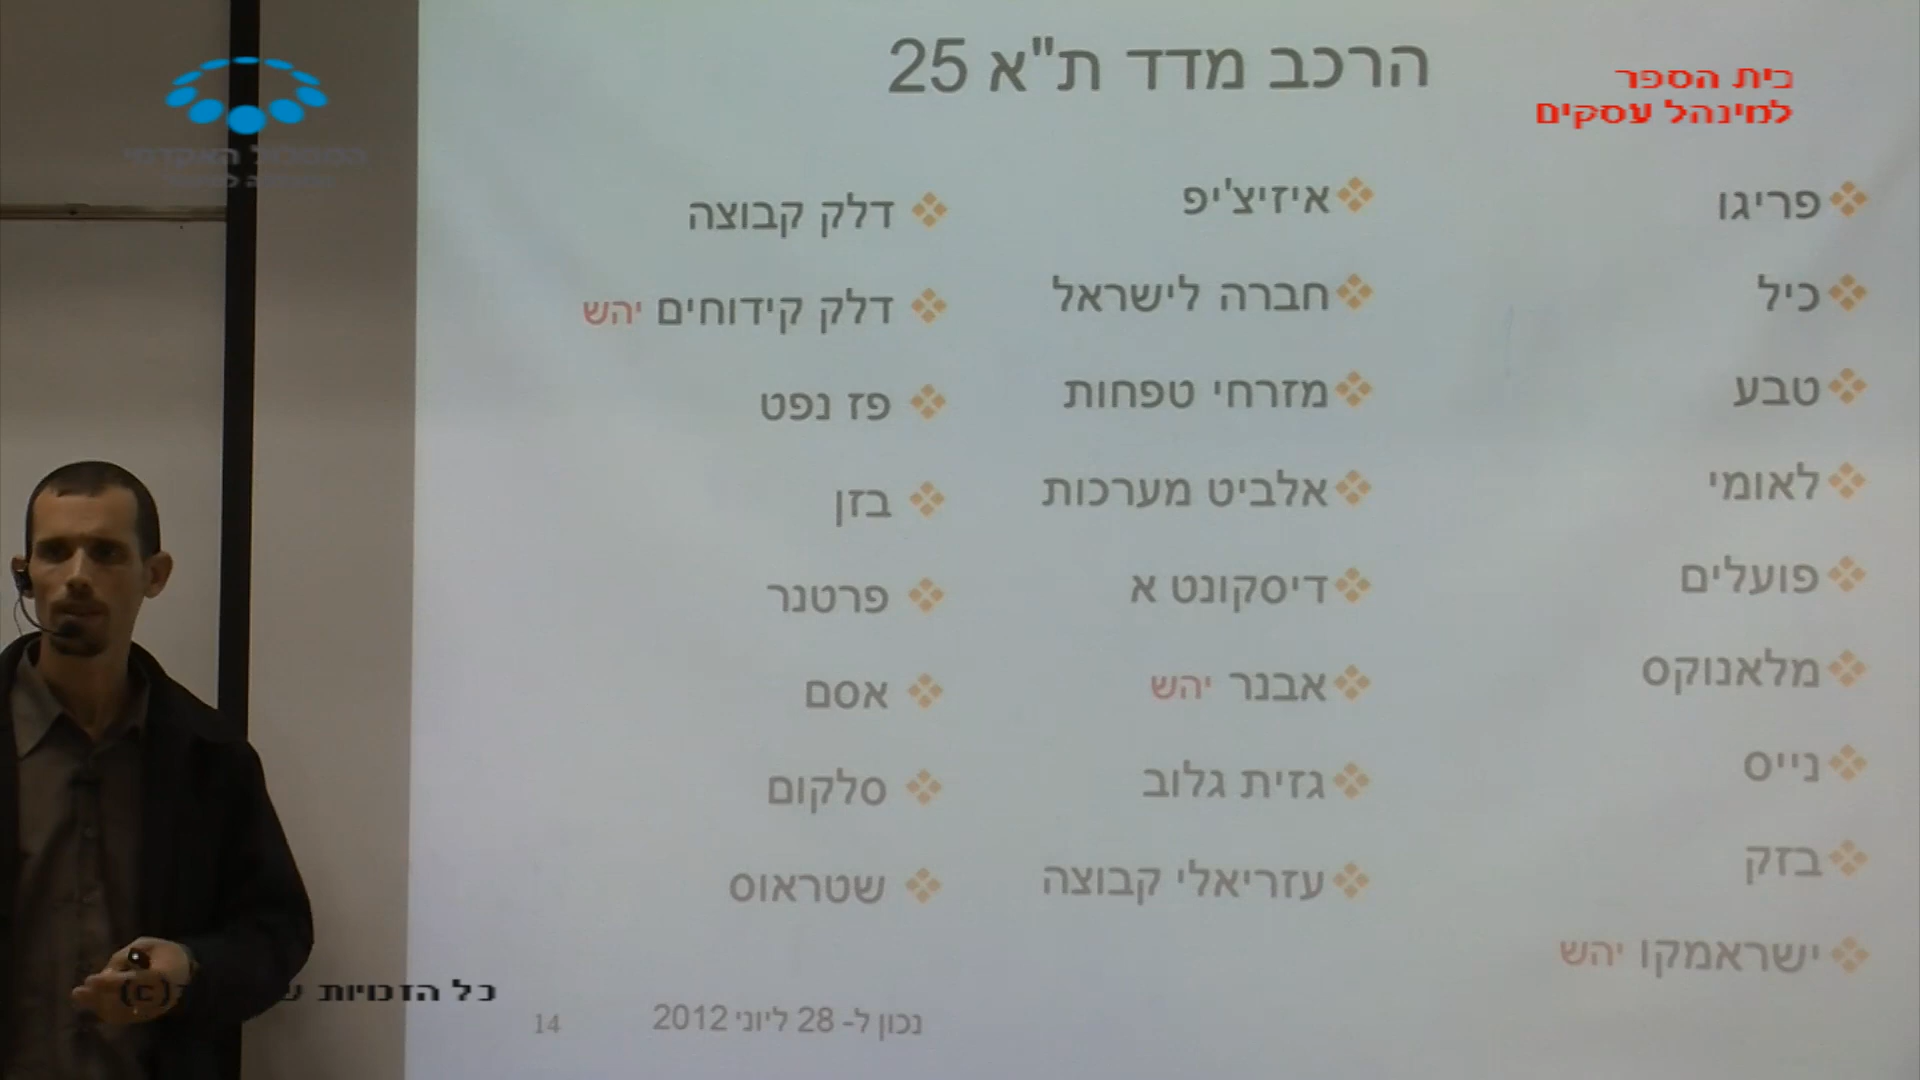 הרכב מדד ת"א 25
בית הספר
למינהל עסקים
המסלול האקדמי
פריגו
כיל
טבע
לאומי
פועלים
מלאנוקס
נייס
בזק
ישראמקו יהש
איזיצ'יפ
חברה לישראל
מזרחי טפחות
אלביט מערכות
דיסקונט א
אבנר יהש
גזית גלוב
עזריאלי קבוצה
דלק קבוצה
דלק קידוחים יהש
פז נפט
בזן
פרטנר
אסם
סלקום
שטראוס
נכון ל- 28 ליוני 2012
14
כל הזכויות (c)